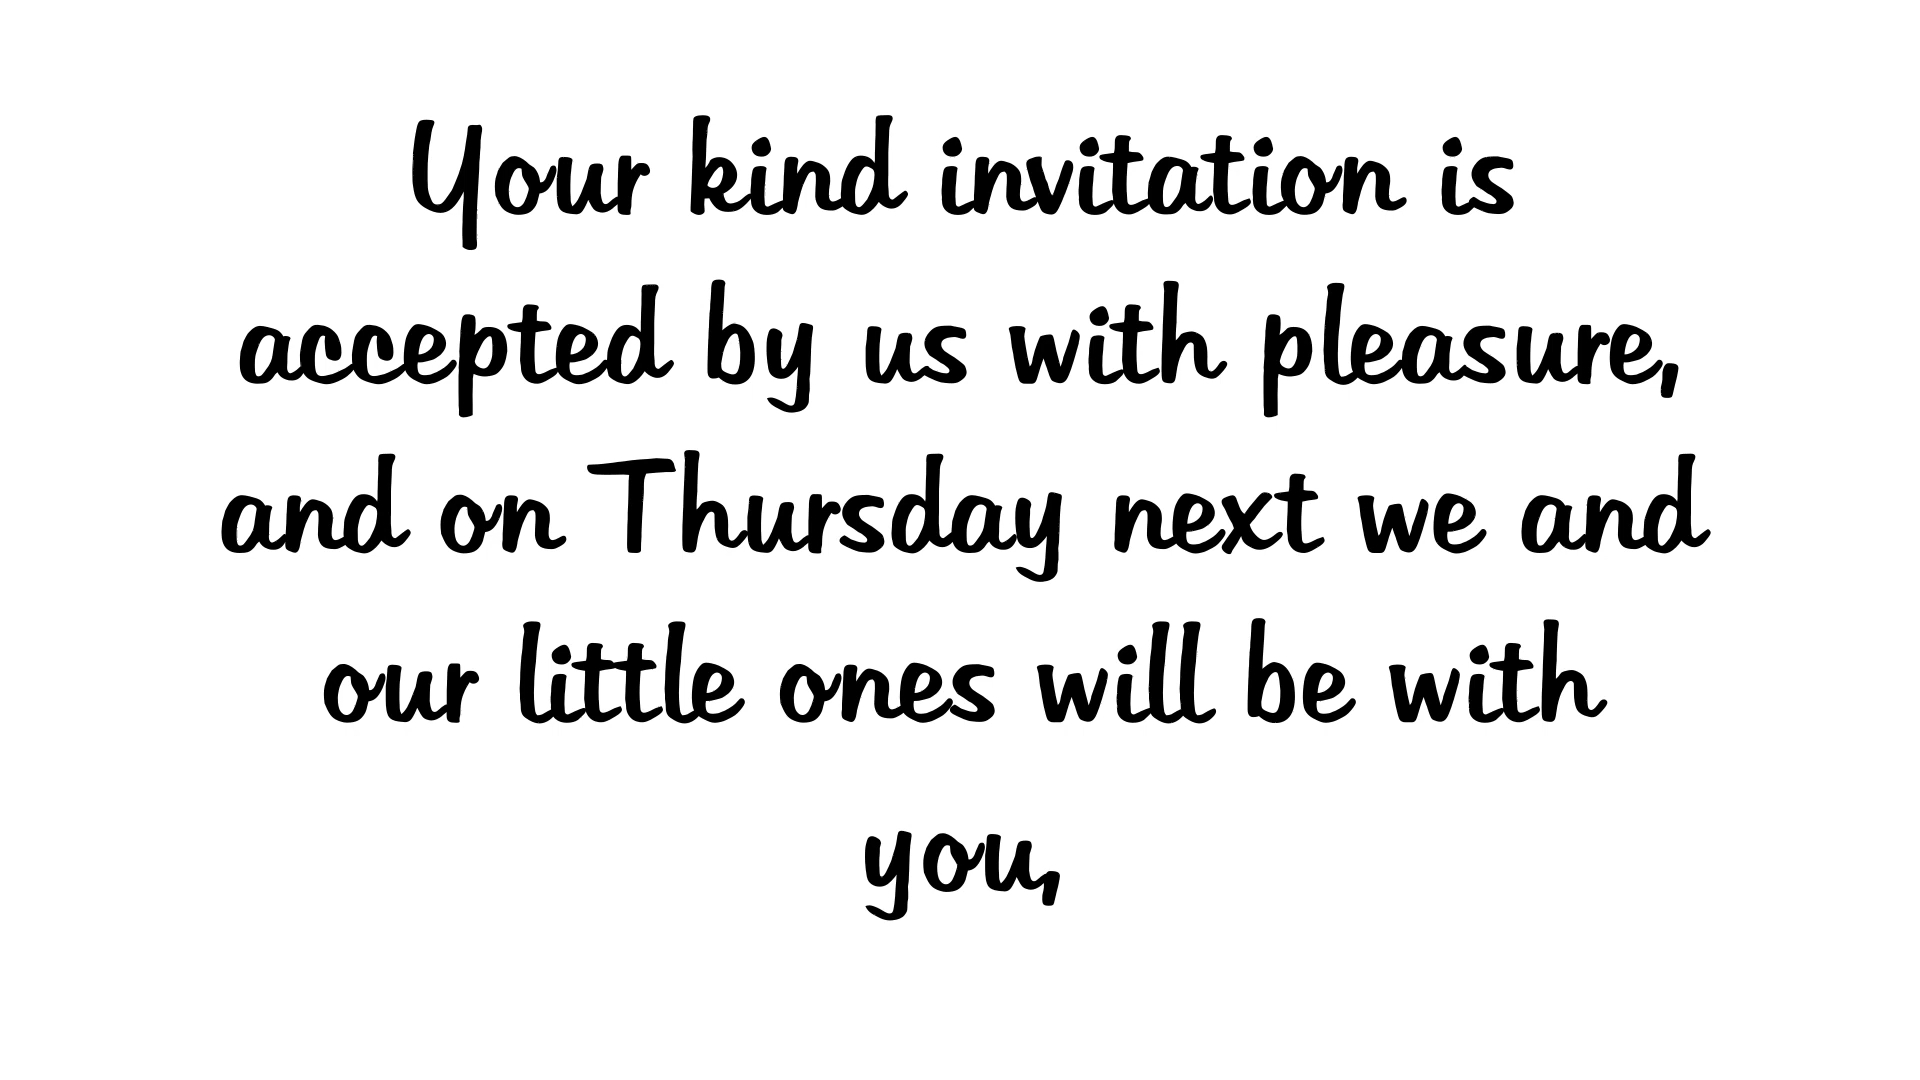 Your kind invitation is
accepted by us with pleasure,
and on Thursday next we and
our little ones will be with
you,